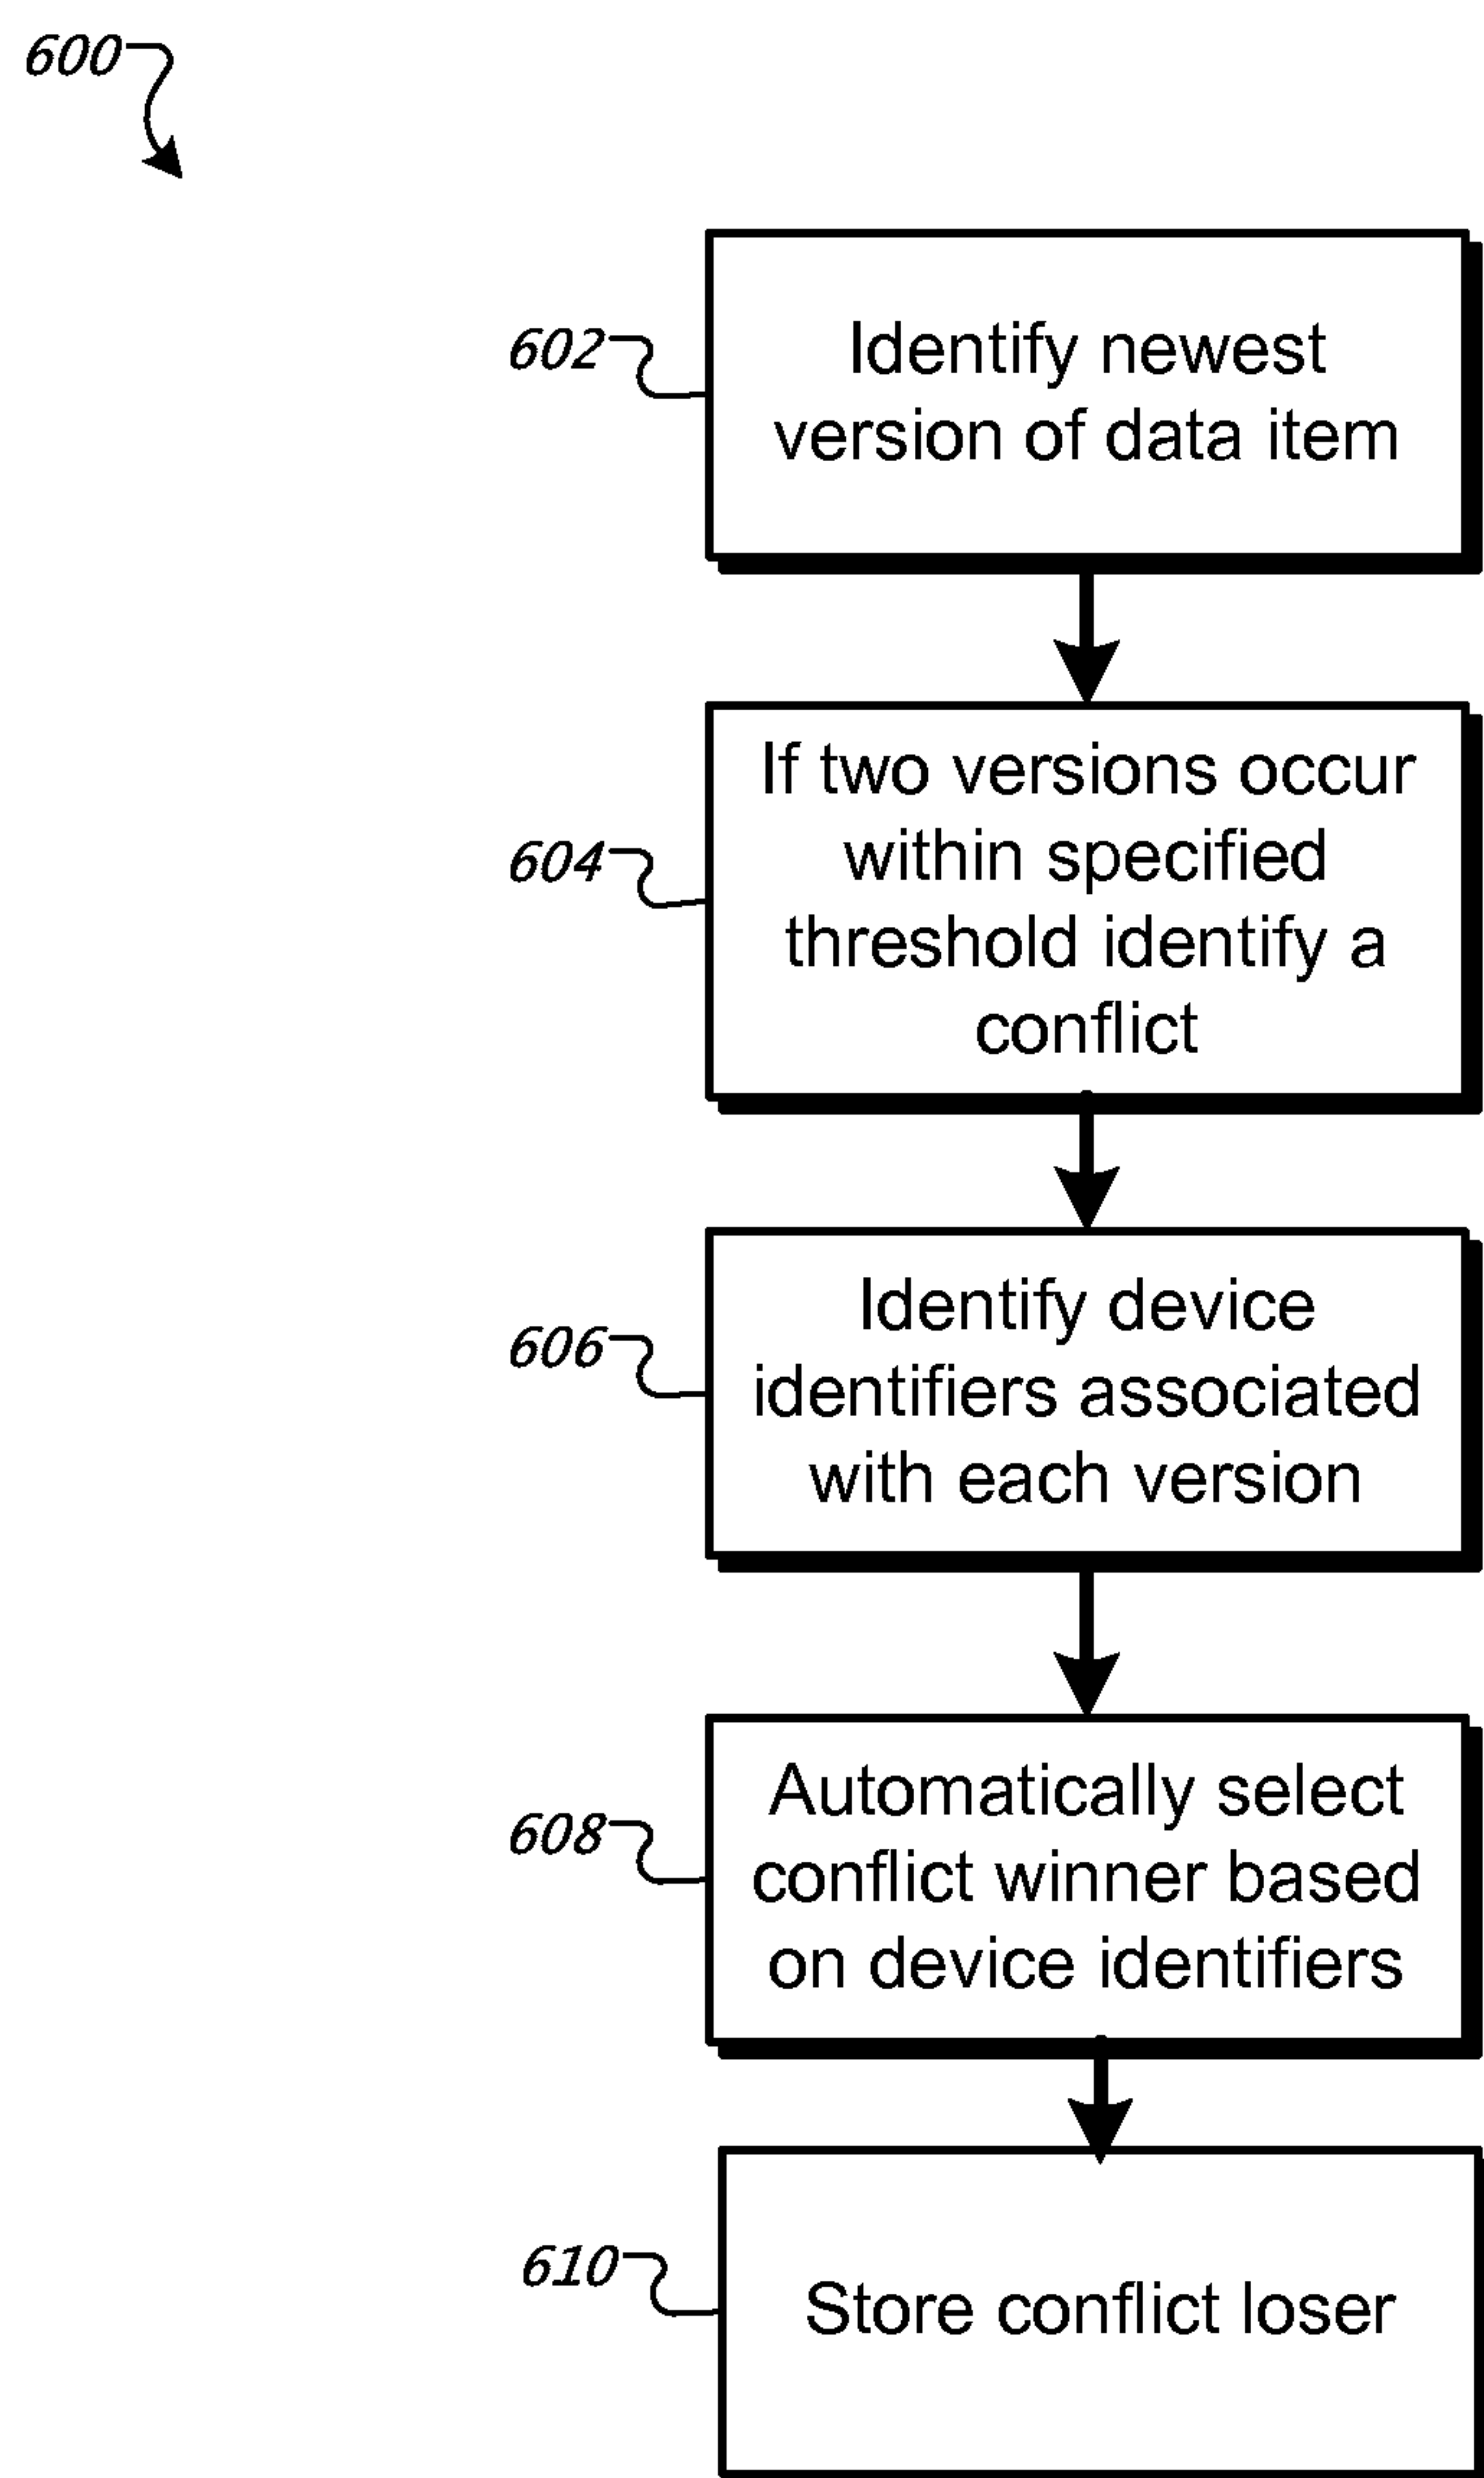 600
602
Identify newest
version of data item
604
If two versions occur
within specified
threshold identify a
conflict
606
Identify device
identifiers associated
with each version
608
Automatically select
conflict winner based
on device identifiers
610
Store conflict loser